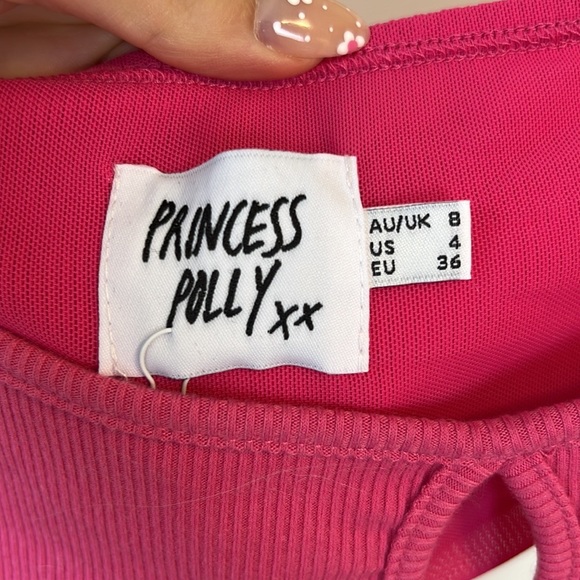 PRINCESS
POLLY xx
AU/UK 8
US 4
EU 36